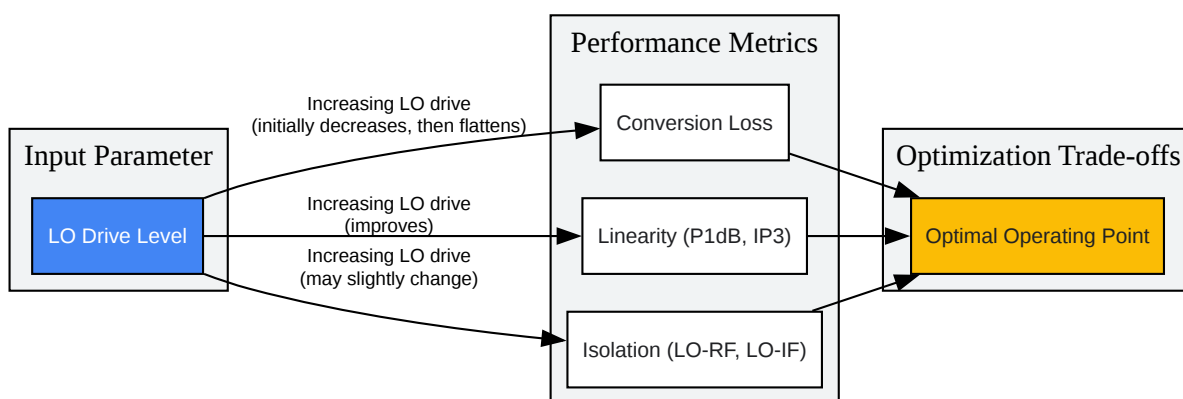 Performance Metrics
Increasing LO drive
(initially decreases, then flattens)
Conversion Loss
Input Parameter
Optimization Trade-offs
LO Drive Level
Increasing LO drive
(improves)
Linearity (P1dB, IP3)
Optimal Operating Point
Increasing LO drive
(may slightly change)
Isolation (LO-RF, LO-IF)